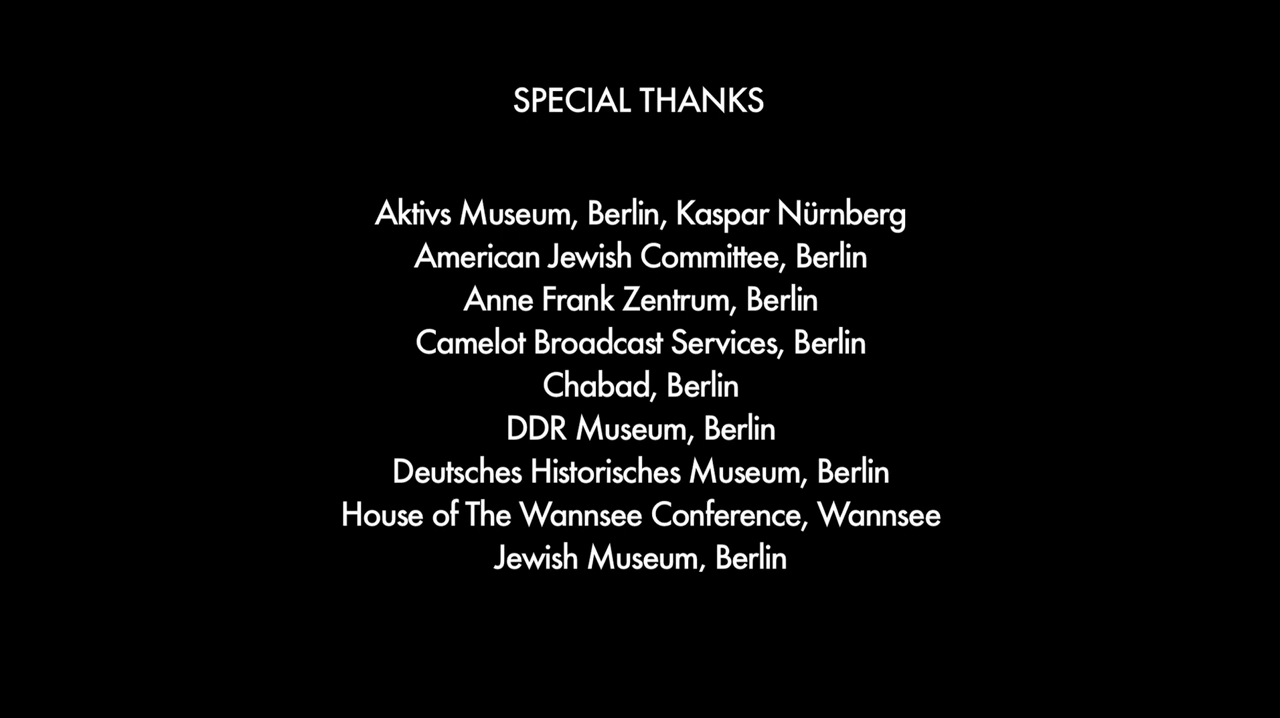 SPECIAL THANKS
Aktivs Museum, Berlin, Kaspar Nürnberg
American Jewish Committee, Berlin
Anne Frank Zentrum, Berlin
Camelot Broadcast Services, Berlin
Chabad, Berlin
DDR Museum, Berlin
Deutsches Historisches Museum, Berlin
House of The Wannsee Conference, Wannsee
Jewish Museum, Berlin